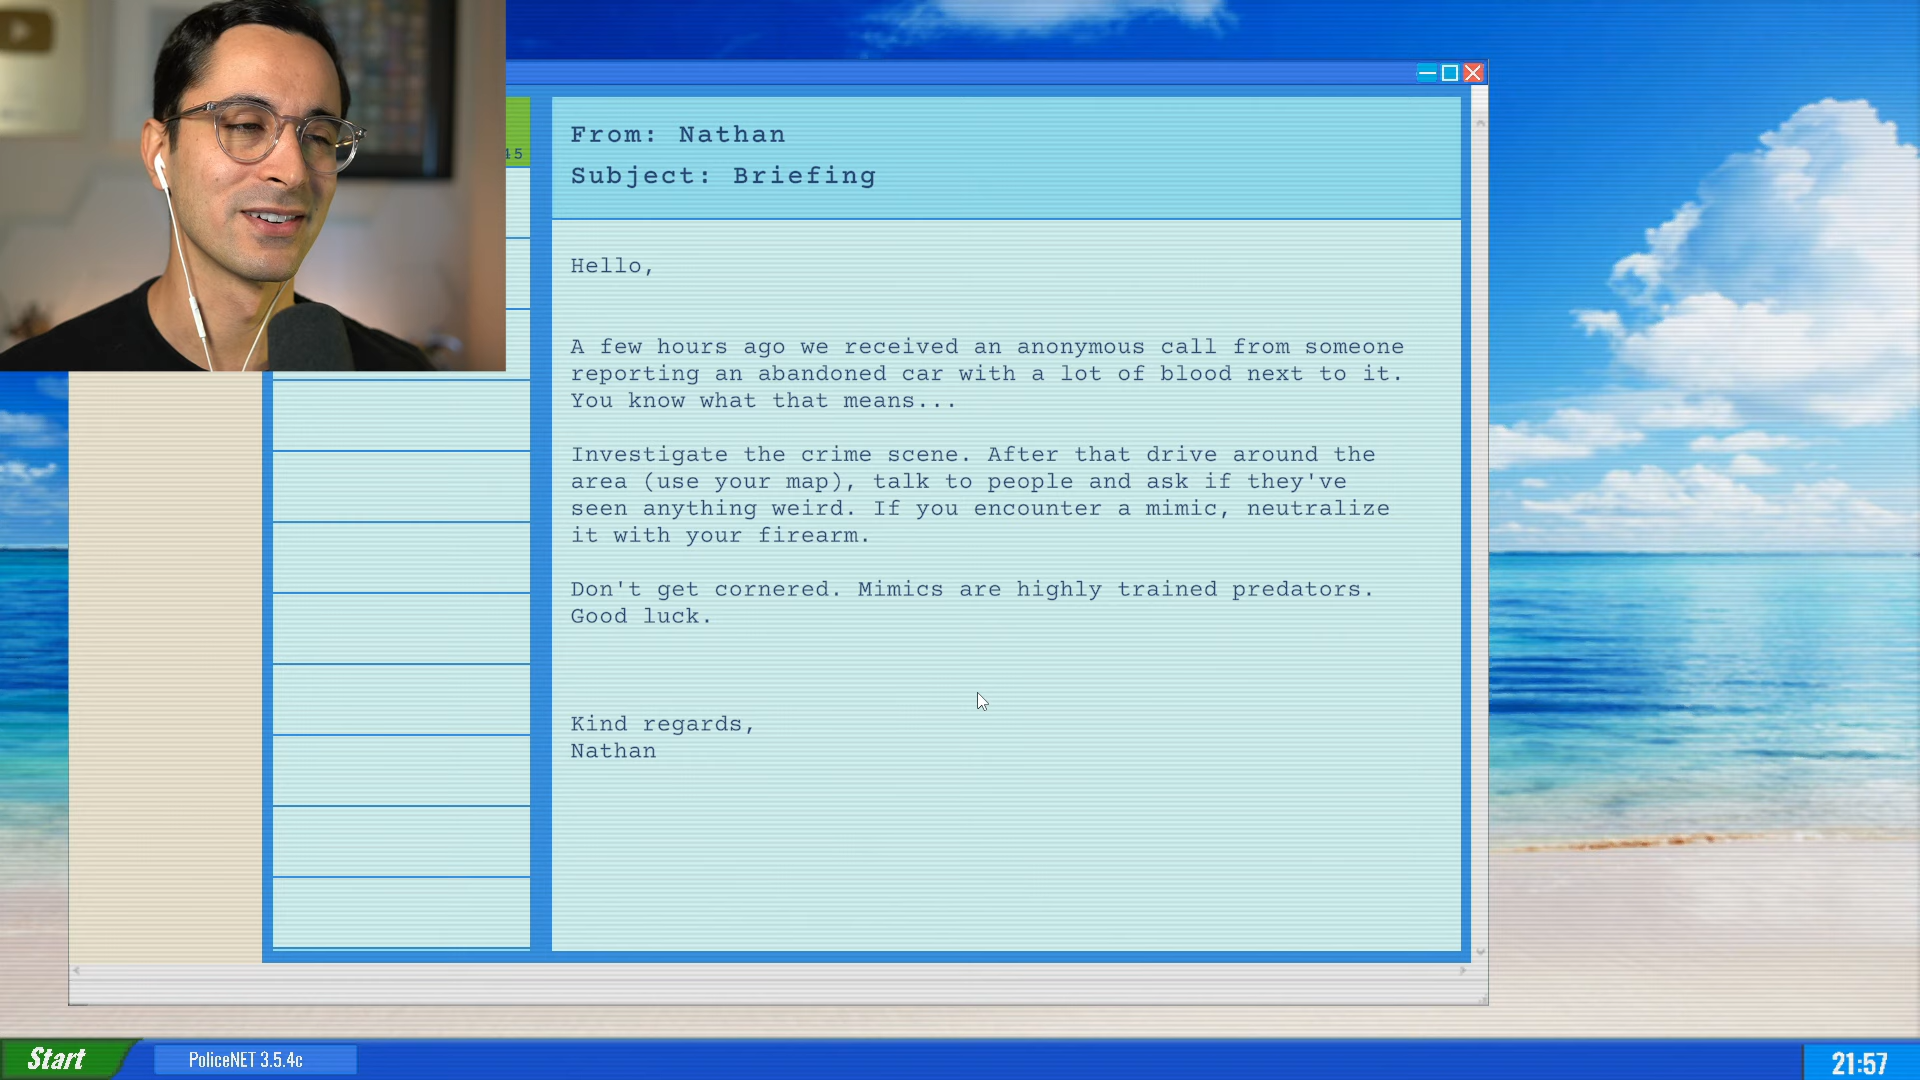 From: Nathan
Subject: Briefing
45
Hello,
A few hours ago we received an anonymous call from someone
reporting an abandoned car with a lot of blood next to it.
You know what that means...
Investigate the crime scene. After that drive around the
area (use your map), talk to people and ask if they've
seen anything weird. If you encounter a mimic, neutralize
it with your firearm.
Don't get cornered. Mimics are highly trained predators.
Good luck.
Kind regards,
Nathan
Start
PoliceNET 3.5.4c
21:57